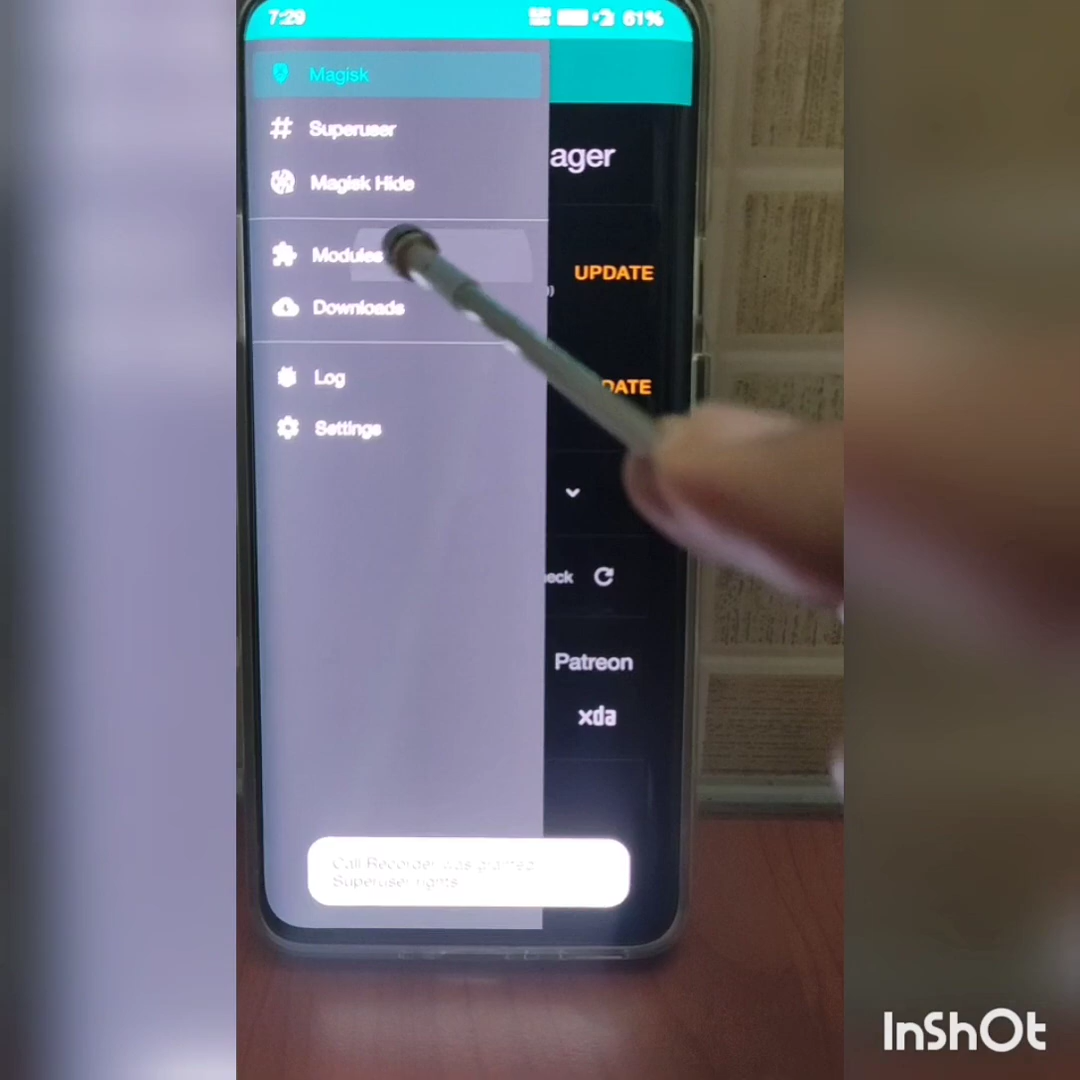 7:29
61%
Magisk
Superuser
ager
Magisk Hide
Modules
UPDATE
Downloads
DATE
Log
Settings
eck
Patreon
xda
Call Recorder was granted
Superuser rights
InShOt